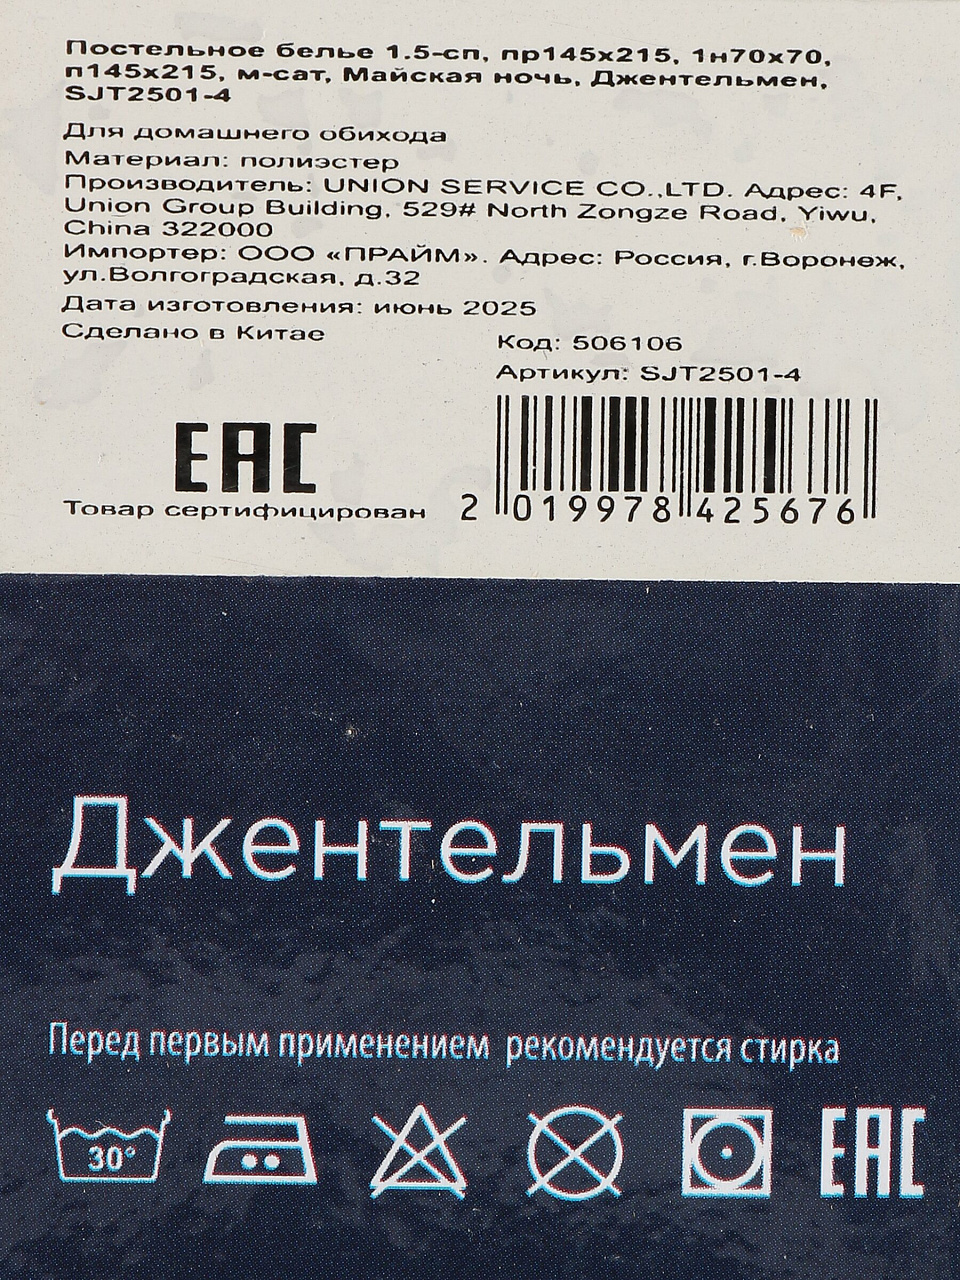 Постельное белье 1.5-сп, пр145х215, 1н70х70,
п145х215, м-сат, Майская ночь, Джентельмен,
SJT2501-4
Для домашнего обихода
Материал: полиэстер
Производитель: UNION SERVICE CO.,LTD. Адрес: 4F,
Union Group Building, 529# North Zongze Road, Yiwu,
China 322000
Импортер: ООО «ПРАЙМ». Адрес: Россия, г.Воронеж,
ул.Волгоградская, д.32
Дата изготовления: июнь 2025
Сделано в Китае
Код: 506106
Артикул: SJT2501-4
ЕАС
Товар сертифицирован
2 019978 425676
Джентельмен
Перед первым применением рекомендуется стирка
30°
ЕАС